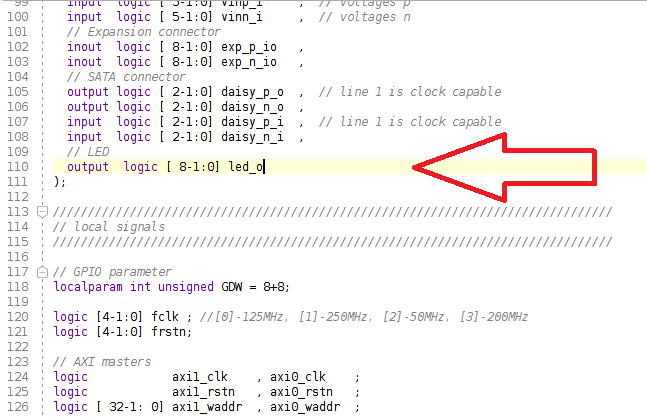 99 input logic [ 5-1:0] vinp_i , // voltages p
100 input logic [ 5-1:0] vinn_i , // voltages n
101 // Expansion connector
102 inout logic [ 8-1:0] exp_p_io ,
103 inout logic [ 8-1:0] exp_n_io ,
104 // SATA connector
105 output logic [ 2-1:0] daisy_p_o , // line 1 is clock capable
106 output logic [ 2-1:0] daisy_n_o ,
107 input logic [ 2-1:0] daisy_p_i , // line 1 is clock capable
108 input logic [ 2-1:0] daisy_n_i ,
109 // LED
110 output logic [ 8-1:0] led_o
111 );
112
113 ////////////////////////////////////////////////////////////////////////////////
114 // local signals
115 ////////////////////////////////////////////////////////////////////////////////
116
117 // GPIO parameter
118 localparam int unsigned GDW = 8+8;
119
120 logic [4-1:0] fclk ; //[0]-125MHz, [1]-250MHz, [2]-50MHz, [3]-200MHz
121 logic [4-1:0] frstn;
122
123 // AXI masters
124 logic axi1_clk , axi0_clk ;
125 logic axi1_rstn , axi0_rstn ;
126 logic [ 32-1: 0] axi1_waddr , axi0_waddr ;